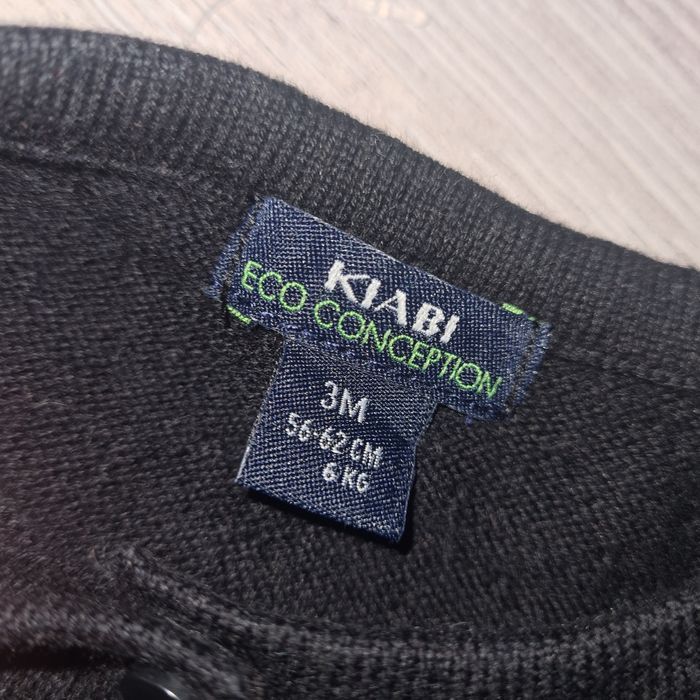 KIABI
ECO CONCEPTION
3M
56-62 CM
6 KG